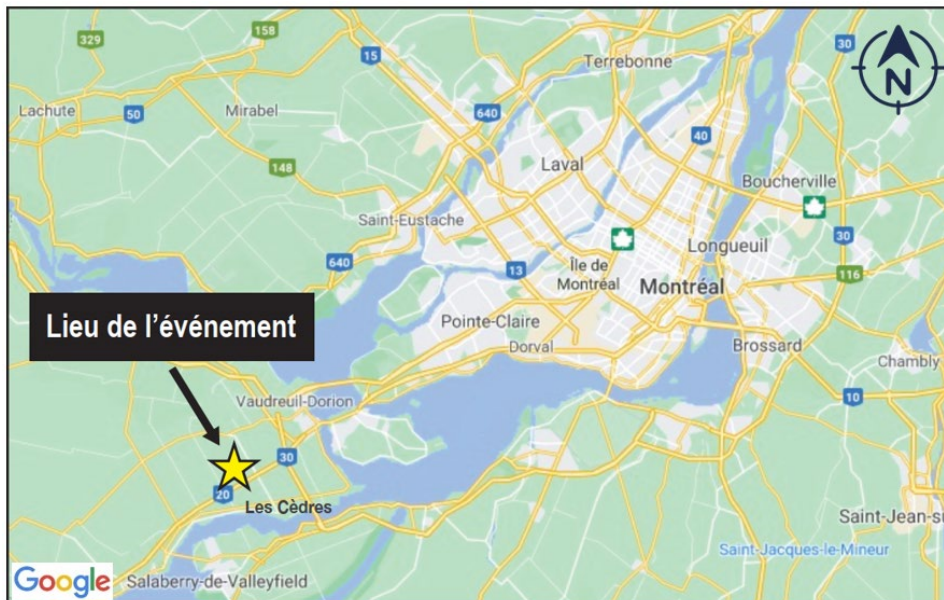 329
158
15
Terrebonne
30
N
Lachute
50
Mirabel
640
40
148
Laval
Boucherville
Saint-Eustache
Longueuil
30
640
13
Île de
Montréal
Montréal
116
Lieu de l'événement
Pointe-Claire
Dorval
Brossard
Chambly
Vaudreuil-Dorion
10
30
20
Les Cèdres
Saint-Jean-su
Saint-Jacques-le-Mineur
Google
Salaberry-de-Valleyfield